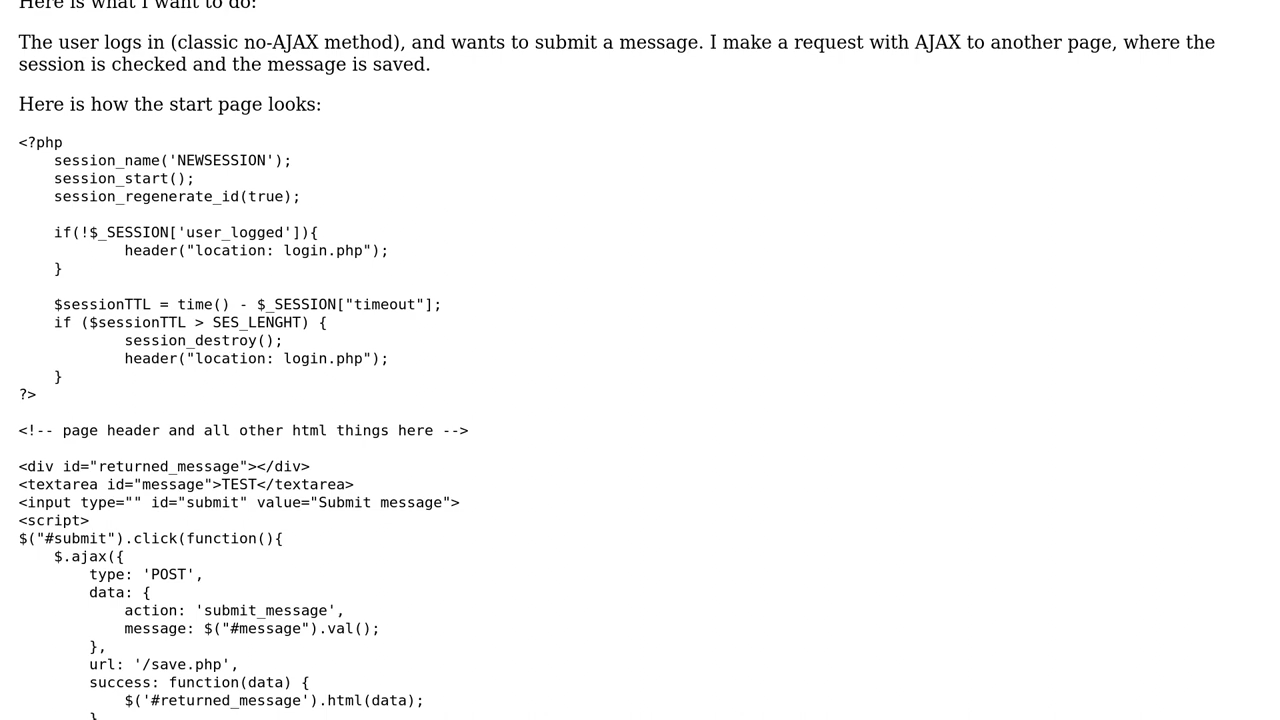 Here is what I want to do:
The user logs in (classic no-AJAX method), and wants to submit a message. I make a request with AJAX to another page, where the
session is checked and the message is saved.
Here is how the start page looks:
<?php
    session_name('NEWSESSION');
    session_start();
    session_regenerate_id(true);

    if(!$_SESSION['user_logged']){
            header("location: login.php");
    }

    $sessionTTL = time() - $_SESSION["timeout"];
    if ($sessionTTL > SES_LENGHT) {
            session_destroy();
            header("location: login.php");
    }
?>

<!-- page header and all other html things here -->

<div id="returned_message"></div>
<textarea id="message">TEST</textarea>
<input type="" id="submit" value="Submit message">
<script>
$("#submit").click(function(){
    $.ajax({
        type: 'POST',
        data: {
            action: 'submit_message',
            message: $("#message").val();
        },
        url: '/save.php',
        success: function(data) {
            $('#returned_message').html(data);
        }